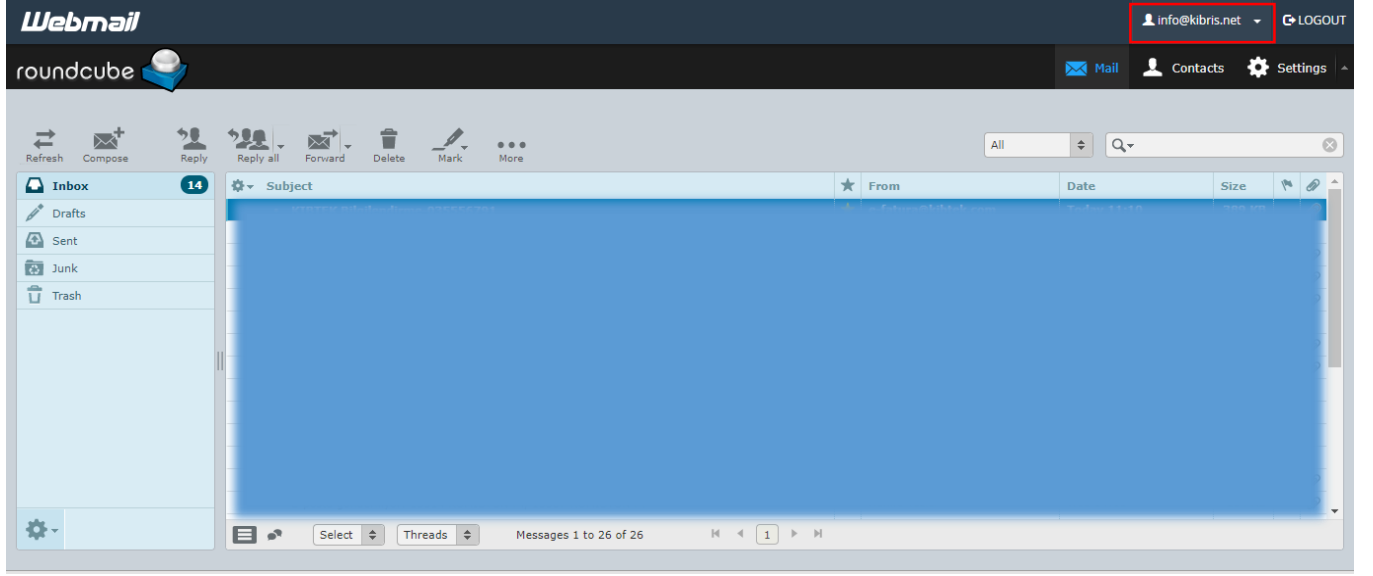 Webmail
info@kibris.net
LOGOUT
roundcube
Mail
Contacts
Settings
Refresh
Compose
Reply
Reply all
Forward
Delete
Mark
More
All
Inbox
14
Subject
From
Date
Size
Drafts
Sent
Junk
Trash
Select
Threads
Messages 1 to 26 of 26
1